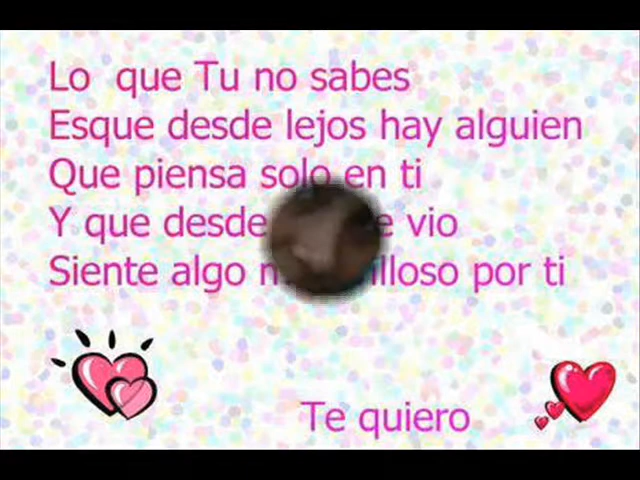 Lo que Tu no sabes
Esque desde lejos hay alguien
Que piensa solo en ti
Y que desde vio
Siente algo por ti
Te quiero